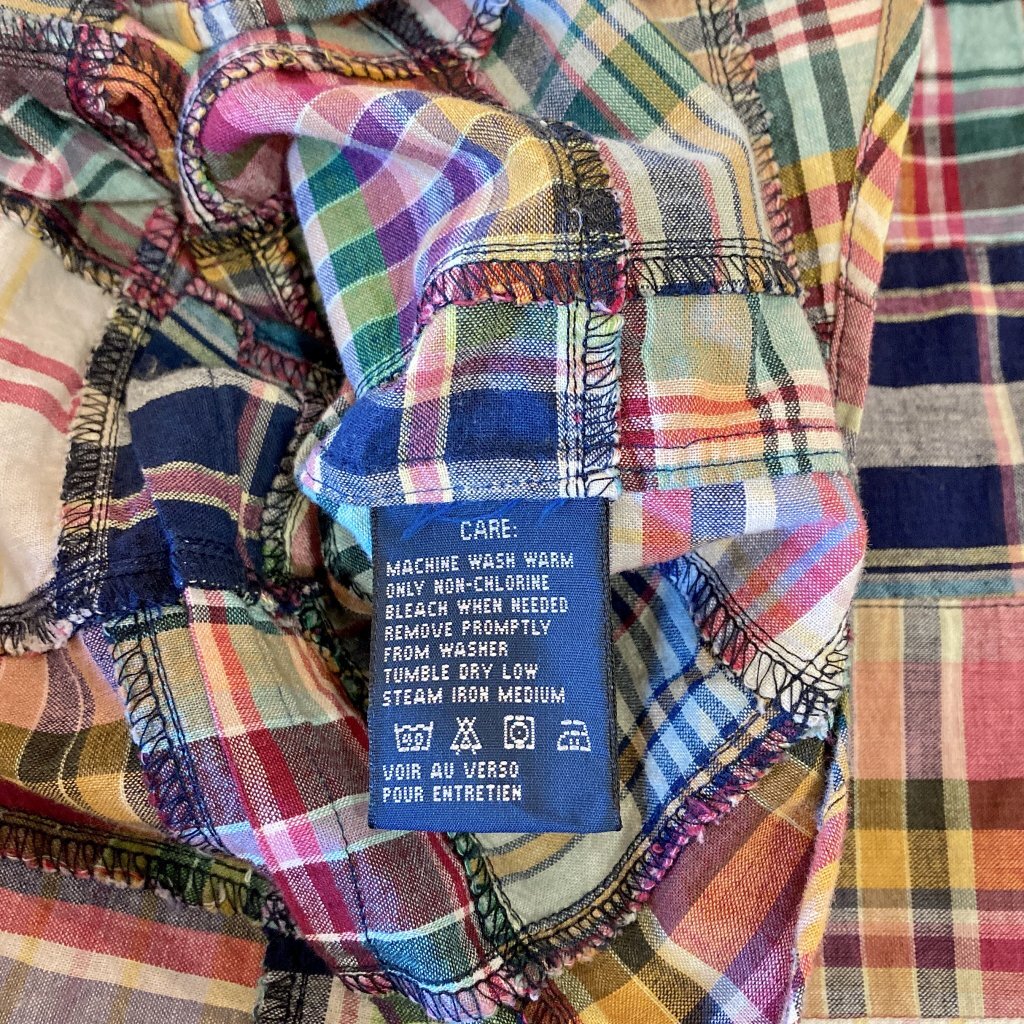 CARE:
MACHINE WASH WARM
ONLY NON-CHLORINE
BLEACH WHEN NEEDED
REMOVE PROMPTLY
FROM WASHER
TUMBLE DRY LOW
STEAM IRON MEDIUM
VOIR AU VERSO
POUR ENTRETIEN